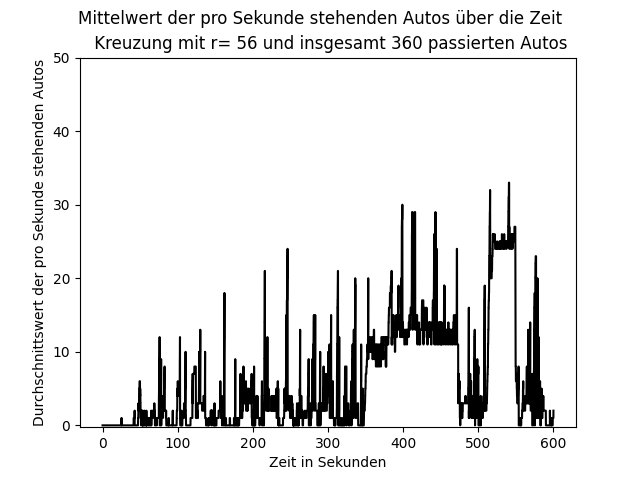 Mittelwert der pro Sekunde stehenden Autos über die Zeit
Kreuzung mit r= 56 und insgesamt 360 passierten Autos
Durchschnittswert der pro Sekunde stehenden Autos
50
40
30
20
10
0
0 100 200 300 400 500 600
Zeit in Sekunden